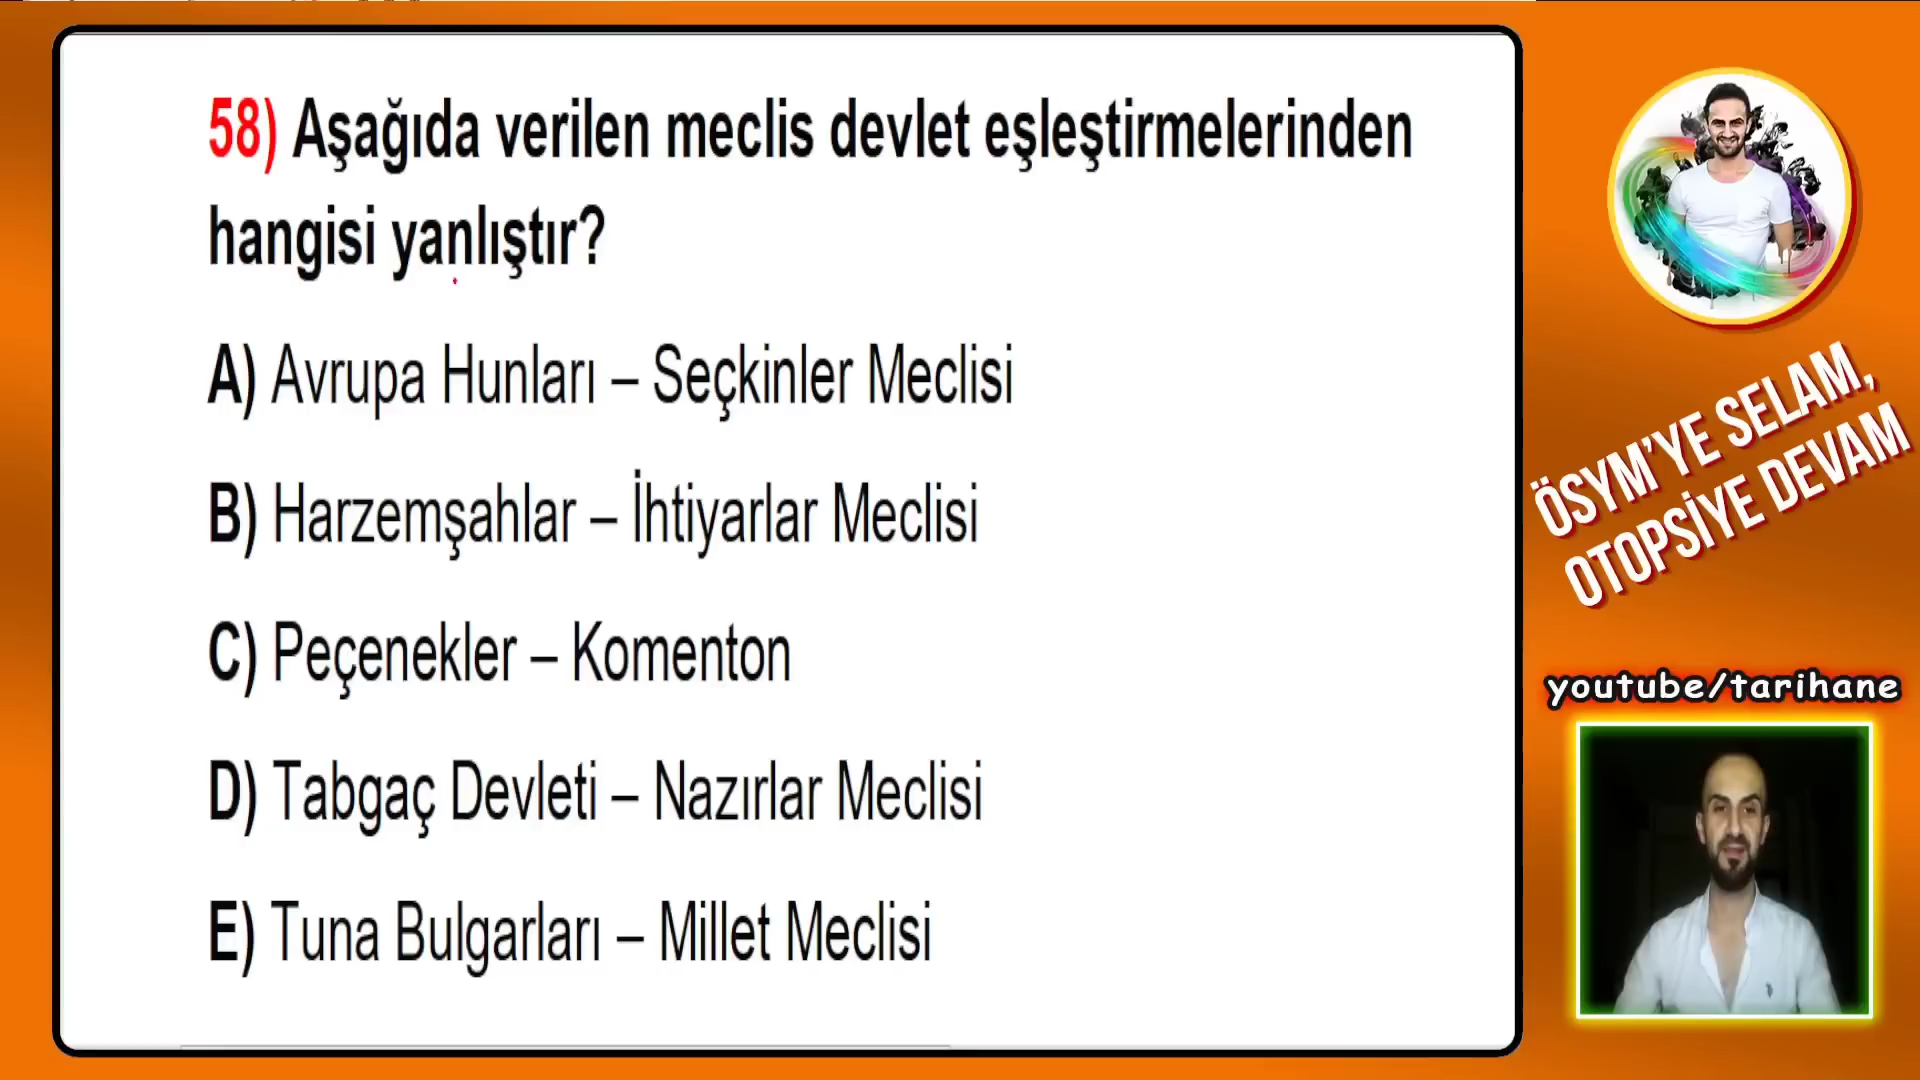 58) Aşağıda verilen meclis devlet eşleştirmelerinden
hangisi yanlıştır?
A) Avrupa Hunları – Seçkinler Meclisi
B) Harzemşahlar – İhtiyarlar Meclisi
C) Peçenekler – Komenton
D) Tabgaç Devleti – Nazırlar Meclisi
E) Tuna Bulgarları – Millet Meclisi
ÖSYM'YE SELAM,
OTOPSİYE DEVAM
youtube/tarihane